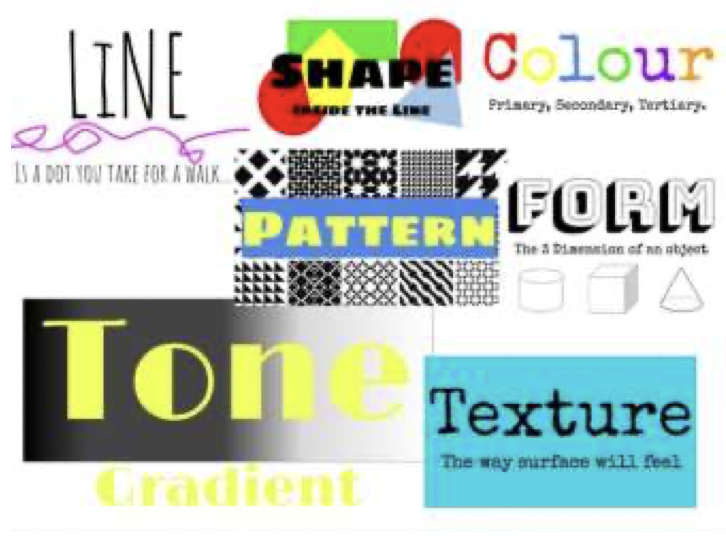 LiNE
IS A DOT YOU TAKE FOR A WALK...
SHAPE
INSIDE THE LINE
Colour
Primary, Secondary, Tertiary.
PATTERN
FORM
The 3 Dimension of an object
Tone
Gradient
Texture
The way surface will feel